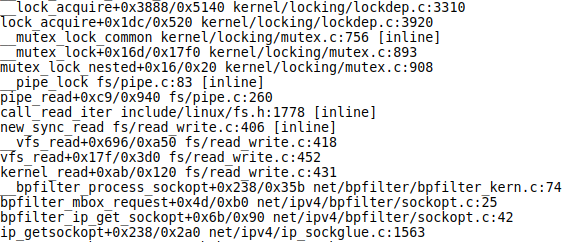 __lock_acquire+0x3888/0x5140 kernel/locking/lockdep.c:3310
lock_acquire+0x1dc/0x520 kernel/locking/lockdep.c:3920
__mutex_lock_common kernel/locking/mutex.c:756 [inline]
__mutex_lock+0x16d/0x17f0 kernel/locking/mutex.c:893
mutex_lock_nested+0x16/0x20 kernel/locking/mutex.c:908
__pipe_lock fs/pipe.c:83 [inline]
pipe_read+0xc9/0x940 fs/pipe.c:260
call_read_iter include/linux/fs.h:1778 [inline]
new_sync_read fs/read_write.c:406 [inline]
__vfs_read+0x696/0xa50 fs/read_write.c:418
vfs_read+0x17f/0x3d0 fs/read_write.c:452
kernel_read+0xab/0x120 fs/read_write.c:431
__bpfilter_process_sockopt+0x238/0x35b net/bpfilter/bpfilter_kern.c:74
bpfilter_mbox_request+0x4d/0xb0 net/ipv4/bpfilter/sockopt.c:25
bpfilter_ip_get_sockopt+0x6b/0x90 net/ipv4/bpfilter/sockopt.c:42
ip_getsockopt+0x238/0x2a0 net/ipv4/ip_sockglue.c:1563